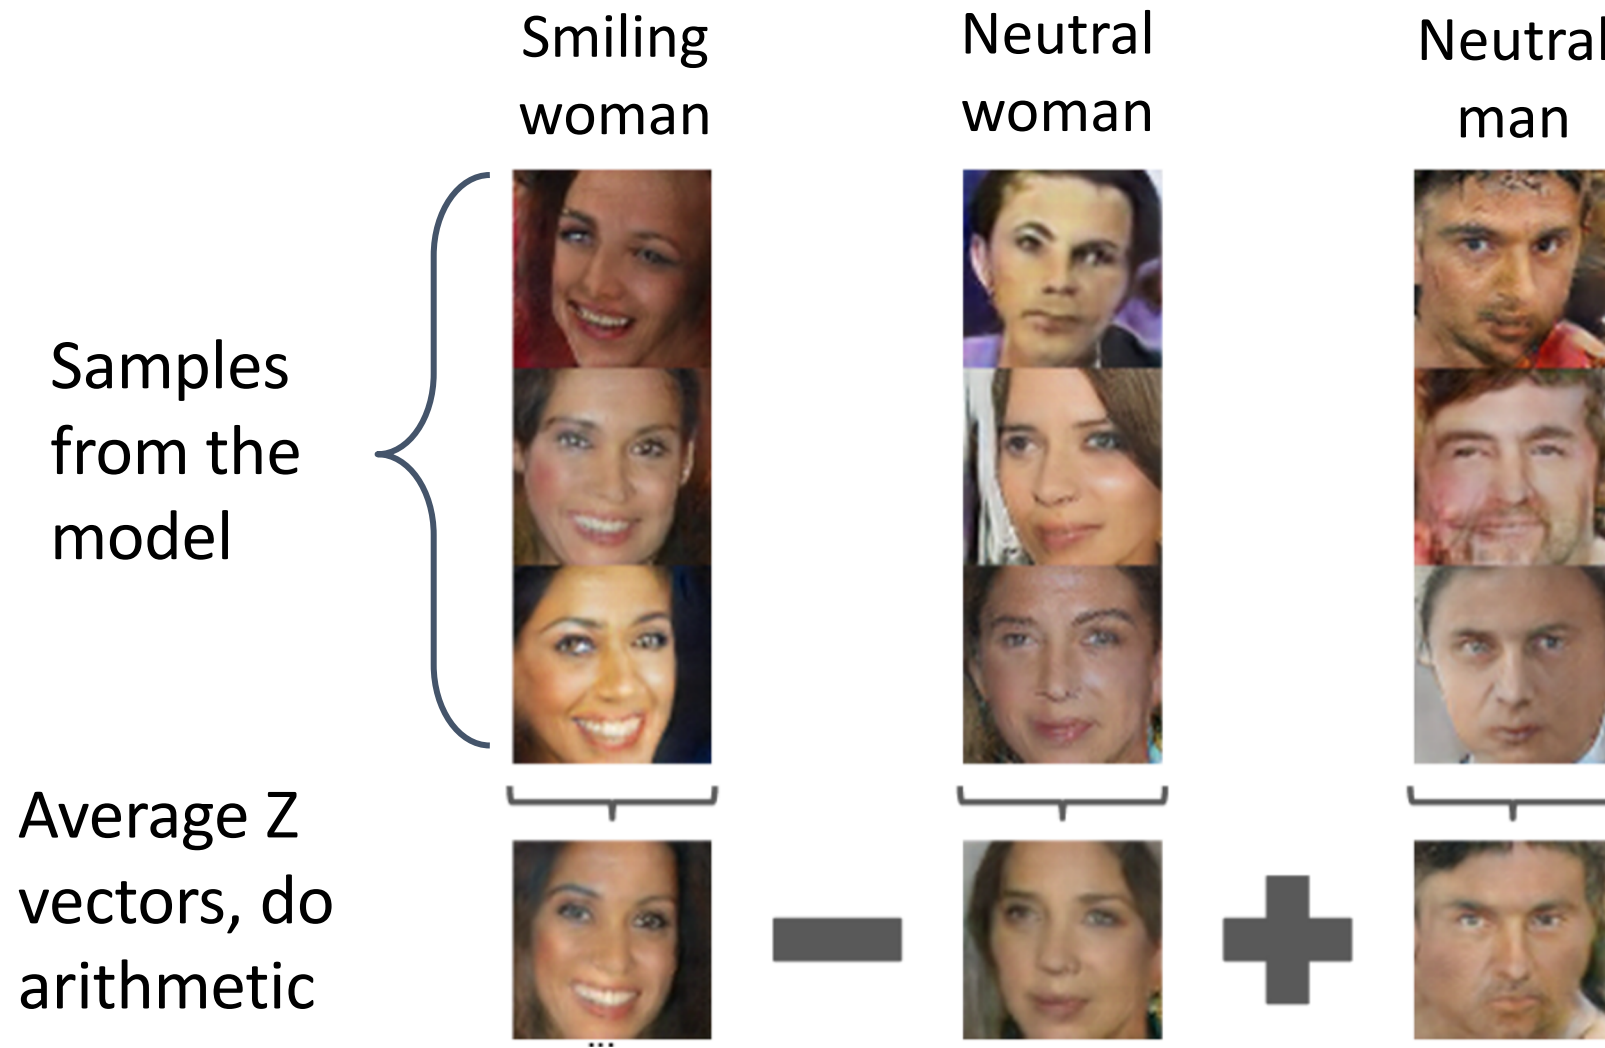 Smiling
woman
Neutral
woman
Neutral
man
Samples
from the
model
Average Z
vectors, do
arithmetic
...